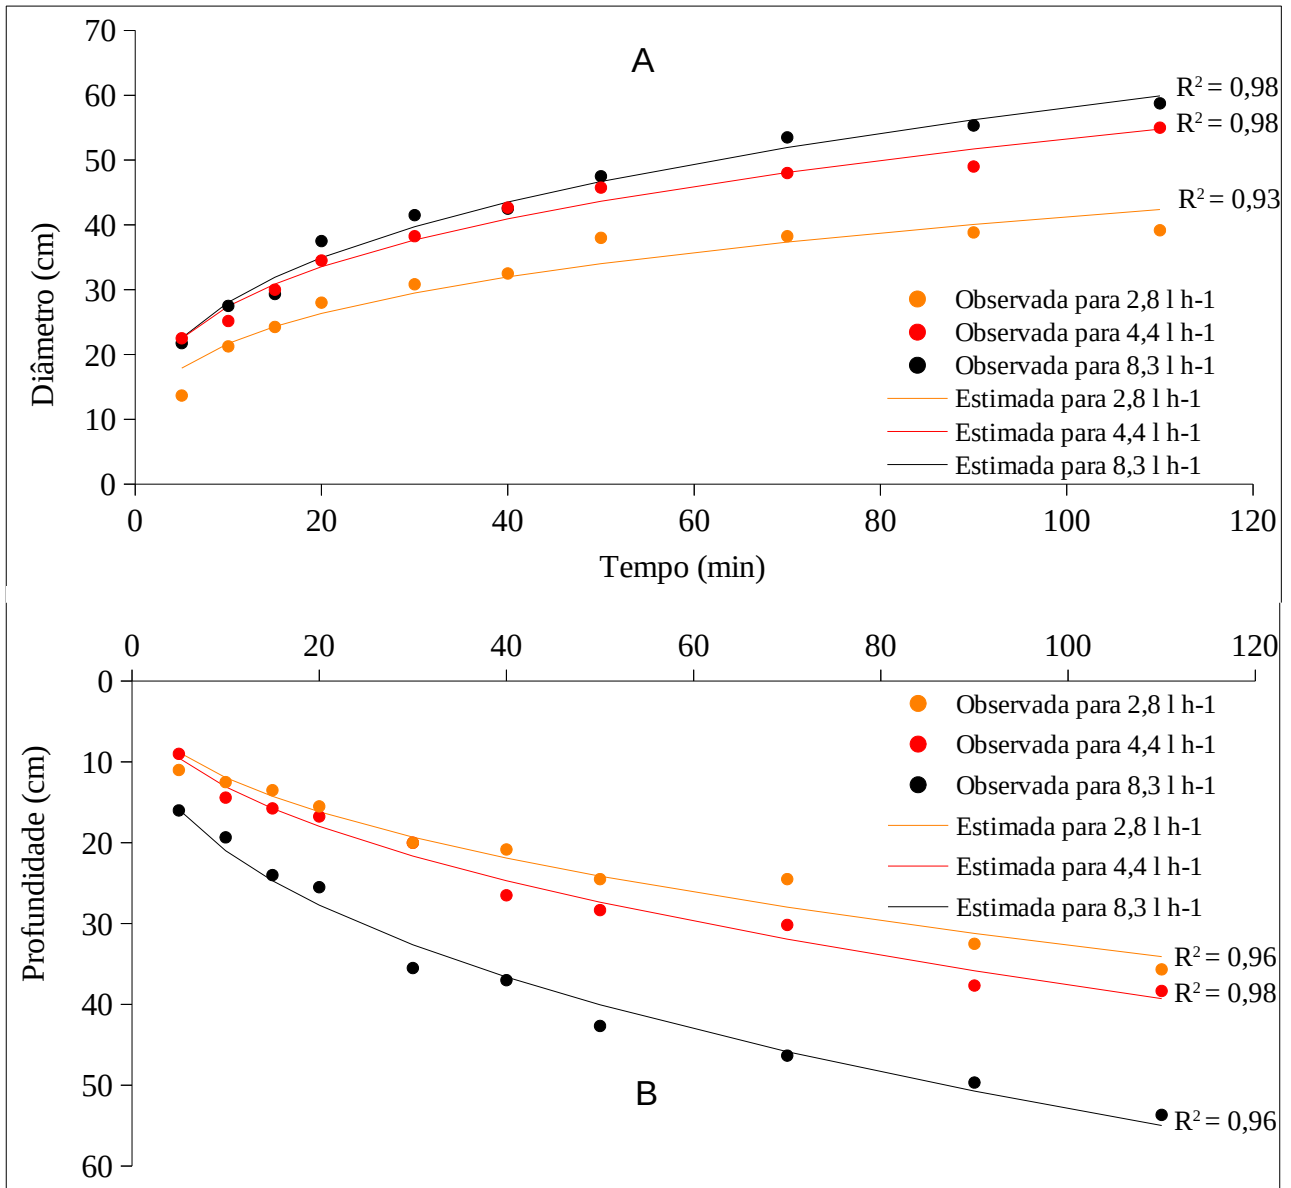 A
70
60
50
40
30
20
10
0
Diâmetro (cm)
R² = 0,98
R² = 0,98
R² = 0,93
Observada para 2,8 l h-1
Observada para 4,4 l h-1
Observada para 8,3 l h-1
Estimada para 2,8 l h-1
Estimada para 4,4 l h-1
Estimada para 8,3 l h-1
0 20 40 60 80 100 120
Tempo (min)
0 20 40 60 80 100 120
0
10
20
30
40
50
60
Profundidade (cm)
Observada para 2,8 l h-1
Observada para 4,4 l h-1
Observada para 8,3 l h-1
Estimada para 2,8 l h-1
Estimada para 4,4 l h-1
Estimada para 8,3 l h-1
R² = 0,96
R² = 0,98
B
R² = 0,96